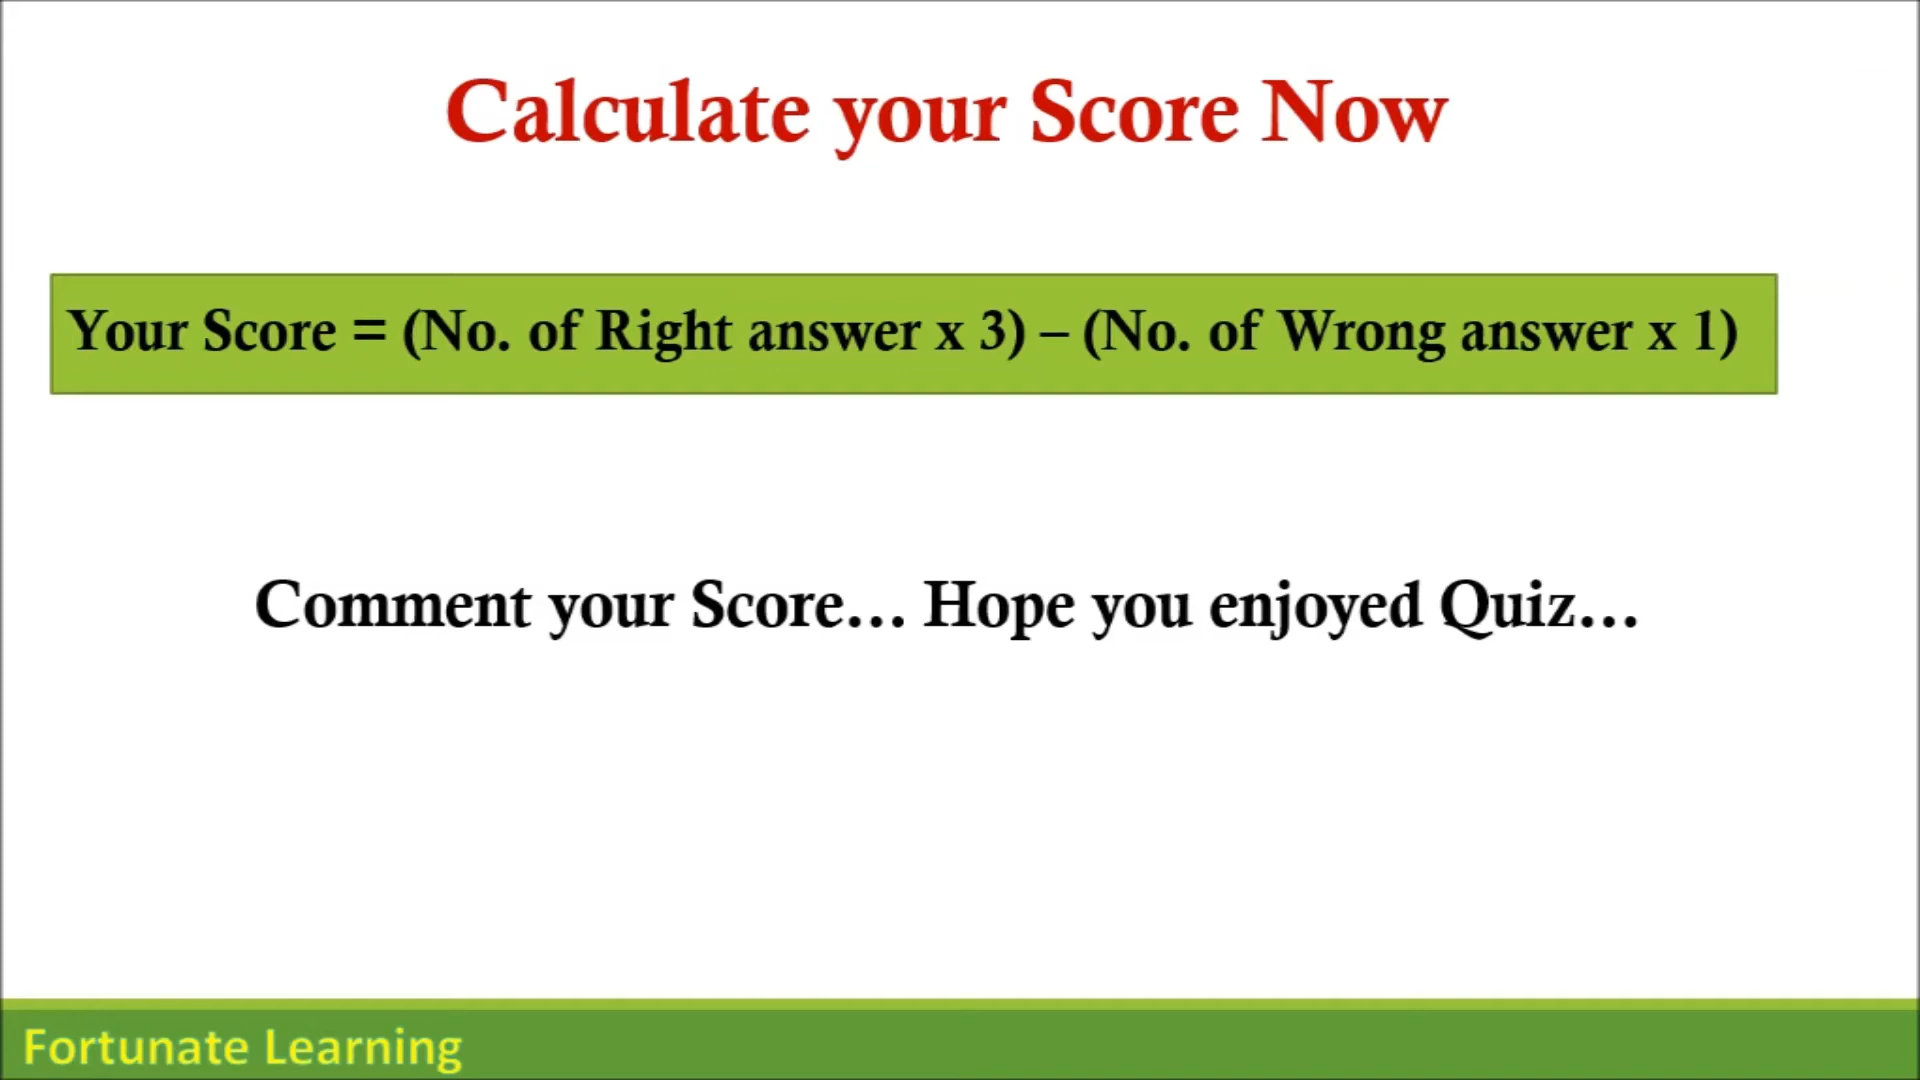 Calculate your Score Now
Your Score = (No. of Right answer x 3) – (No. of Wrong answer x 1)
Comment your Score... Hope you enjoyed Quiz...
Fortunate Learning